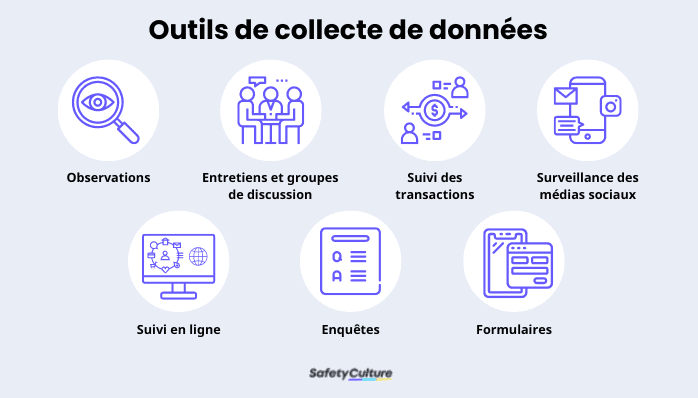 Outils de collecte de données
Observations
Entretiens et groupes
de discussion
Suivi des
transactions
Surveillance des
médias sociaux
Suivi en ligne
Enquêtes
Formulaires
SafetyCulture